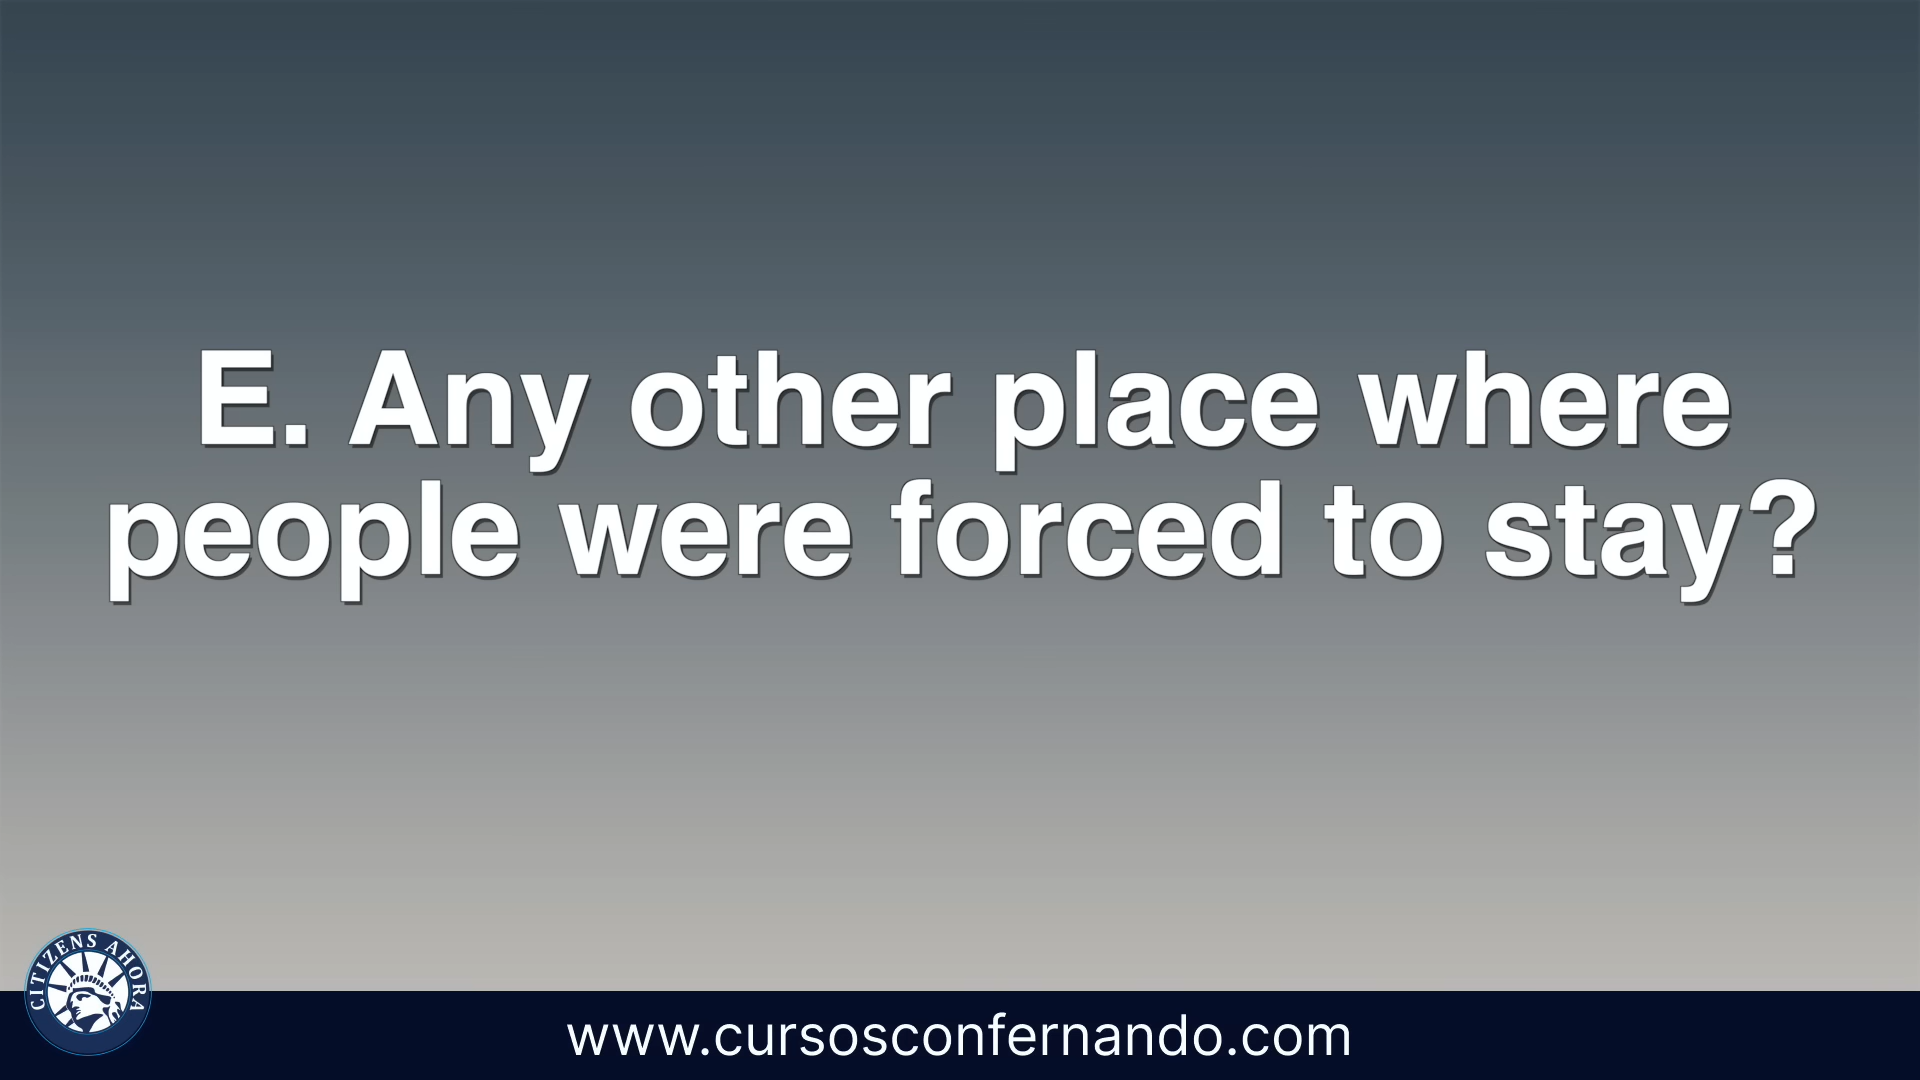 E. Any other place where
people were forced to stay?
CITIZENS AHORA
www.cursosconfernando.com